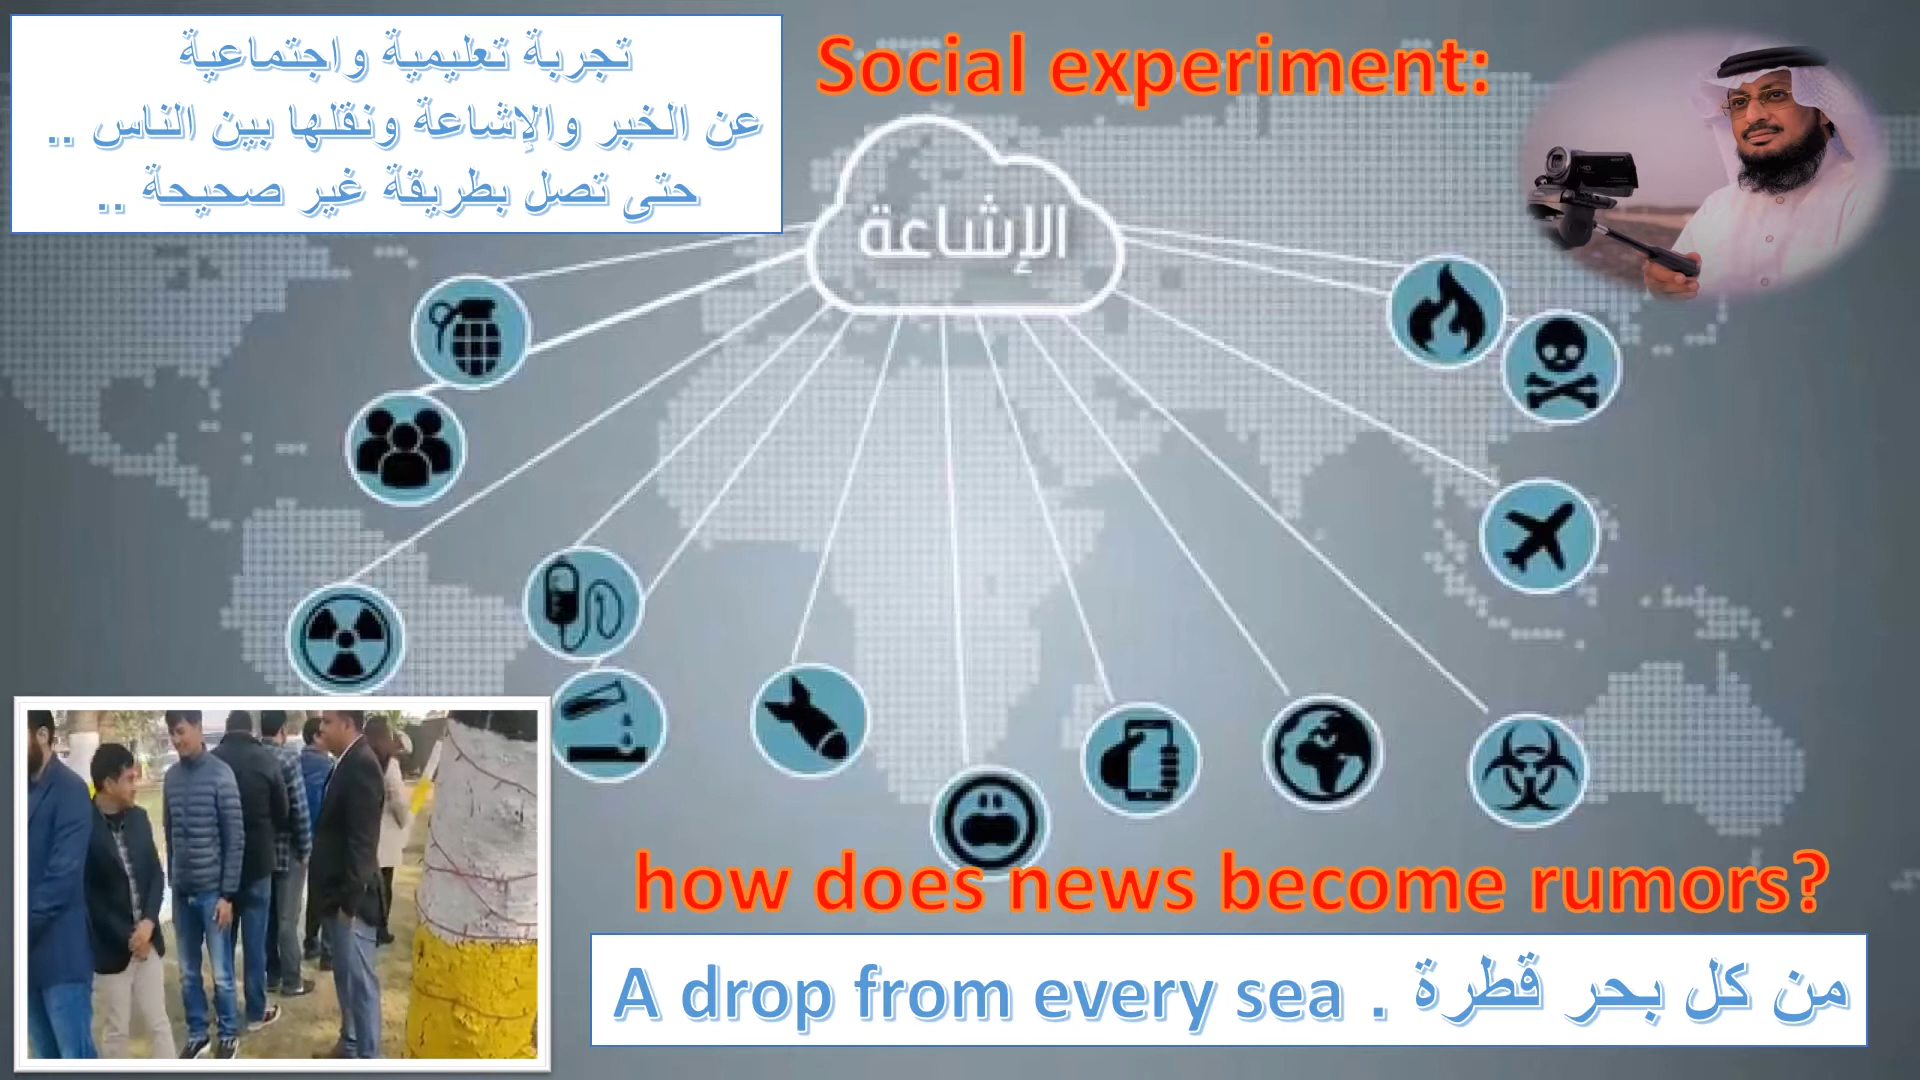 تجربة تعليمية واجتماعية
عن الخبر والإشاعة ونقلها بين الناس ..
حتى تصل بطريقة غير صحيحة ..
Social experiment:
الإشاعة
how does news become rumors?
A drop from every sea . من كل بحر قطرة